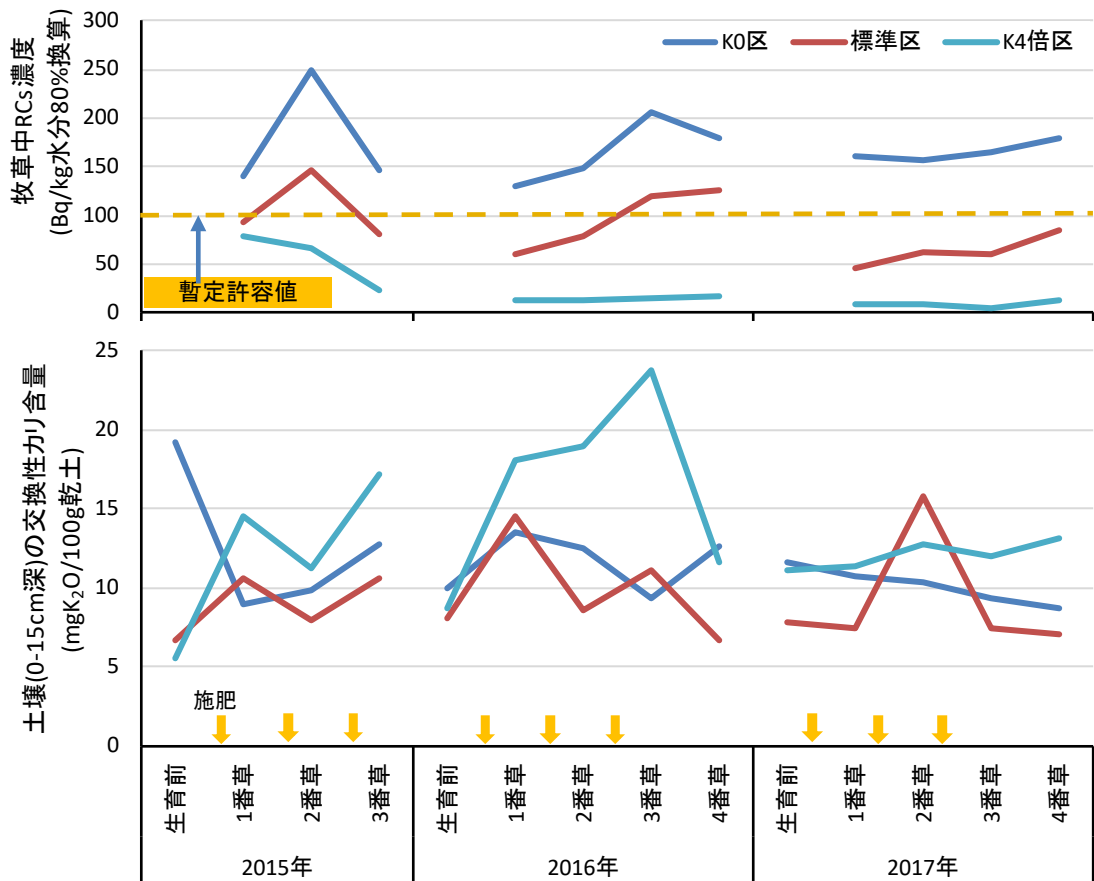 牧草中RCs濃度
(Bq/kg水分80%換算)
300
250
200
150
100
50
0
K0区
標準区
K4倍区
暫定許容値
土壌(0-15cm深)の交換性カリ含量
(mgK₂O/100g乾土)
25
20
15
10
5
0
施肥
生育前
1番草
2番草
3番草
生育前
1番草
2番草
3番草
4番草
生育前
1番草
2番草
3番草
4番草
2015年
2016年
2017年